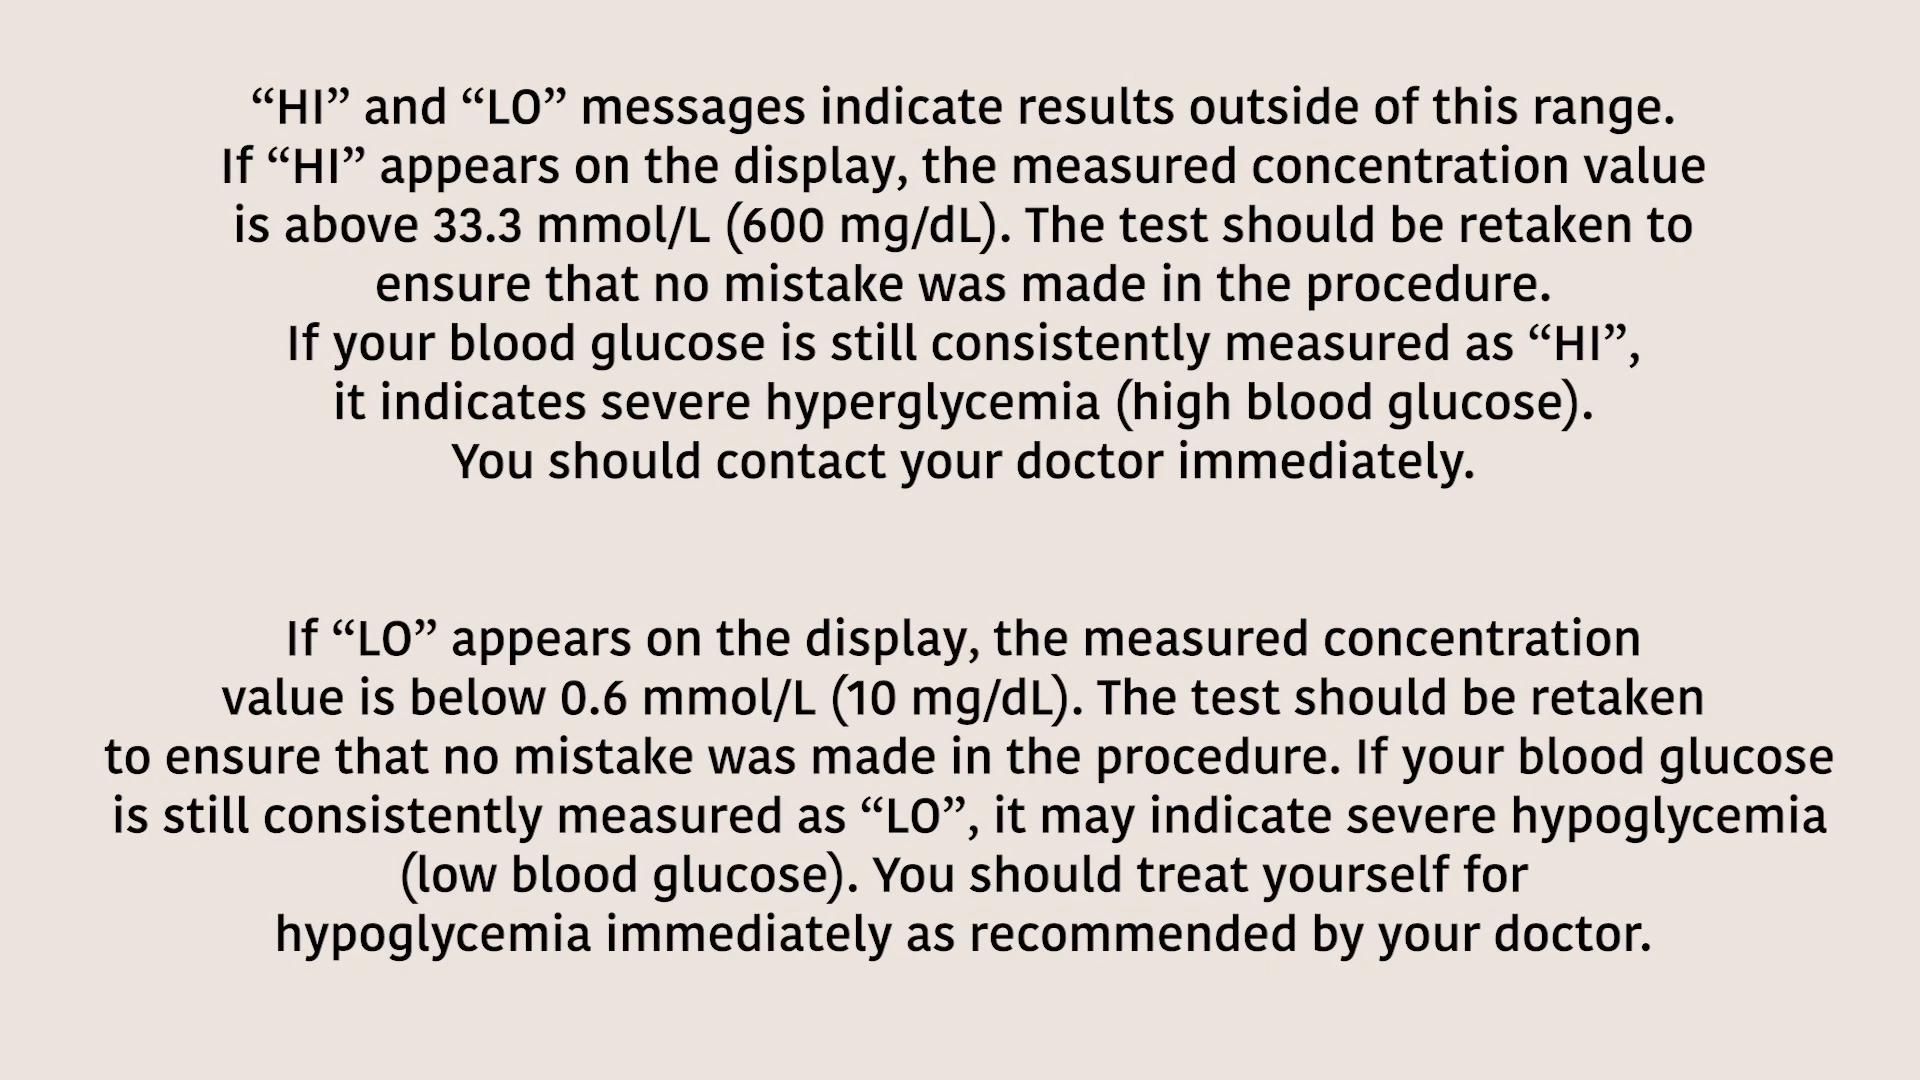 “HI” and “LO” messages indicate results outside of this range.
If “HI” appears on the display, the measured concentration value
is above 33.3 mmol/L (600 mg/dL). The test should be retaken to
ensure that no mistake was made in the procedure.
If your blood glucose is still consistently measured as “HI”,
it indicates severe hyperglycemia (high blood glucose).
You should contact your doctor immediately.
If “LO” appears on the display, the measured concentration
value is below 0.6 mmol/L (10 mg/dL). The test should be retaken
to ensure that no mistake was made in the procedure. If your blood glucose
is still consistently measured as “LO”, it may indicate severe hypoglycemia
(low blood glucose). You should treat yourself for
hypoglycemia immediately as recommended by your doctor.